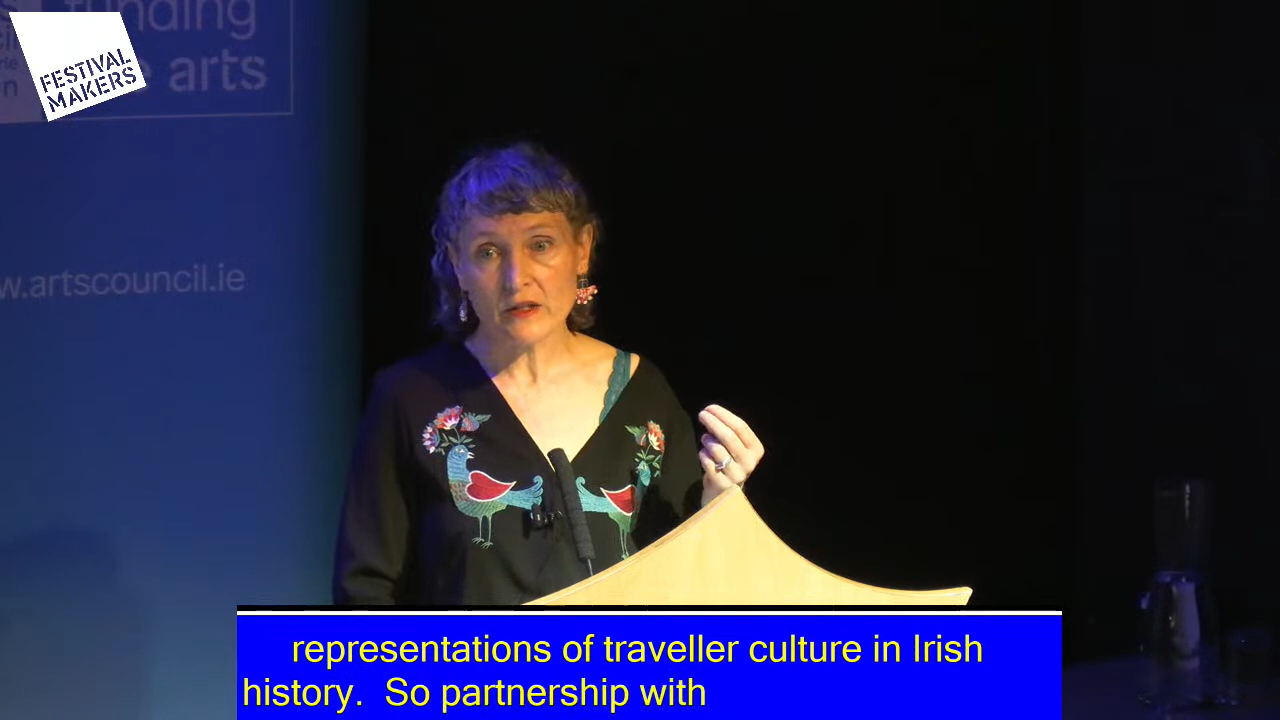 funding
arts
FESTIVAL
MAKERS
w.artscouncil.ie
representations of traveller culture in Irish
history. So partnership with